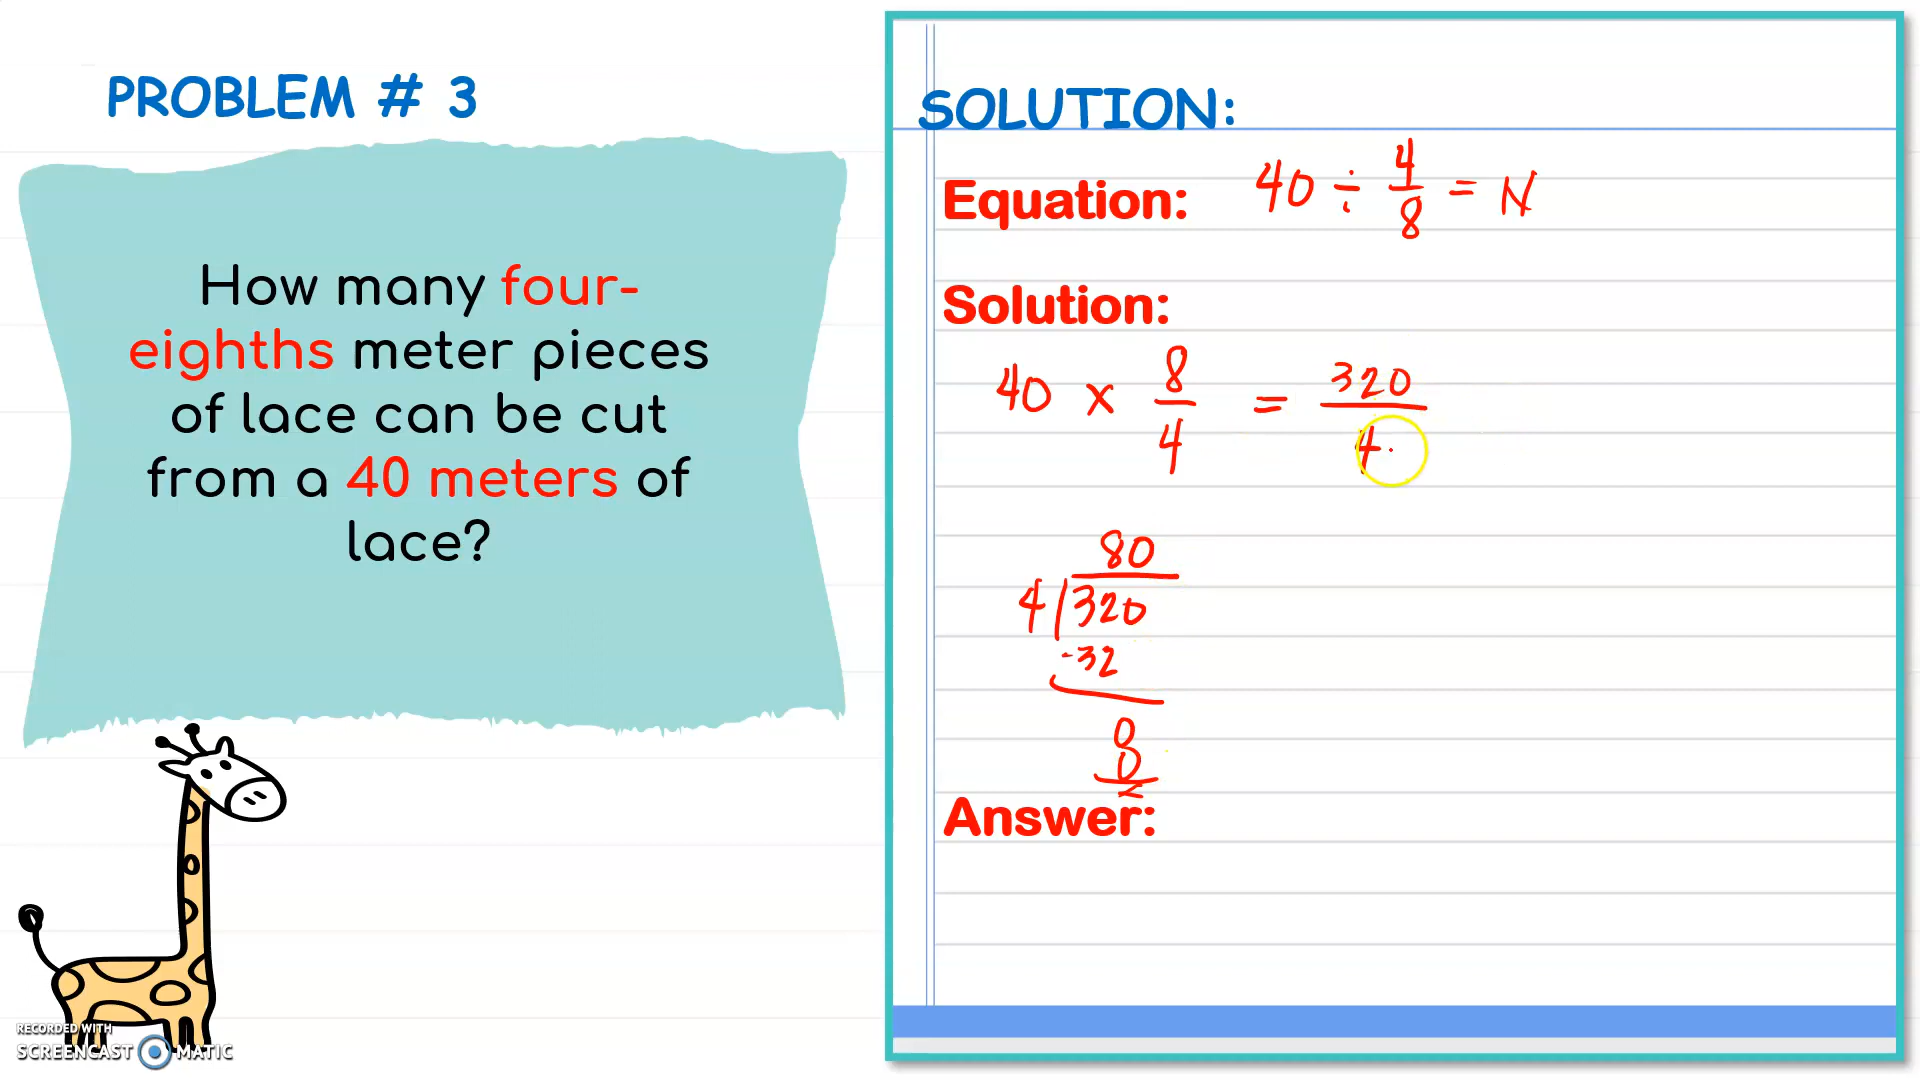 PROBLEM # 3
How many four-
eighths meter pieces
of lace can be cut
from a 40 meters of
lace?
RECORDED WITH
SCREENCAST MATIC
SOLUTION:
Equation: 40 ÷ 4/8 = N
Solution:
40 x 8/4 = 320/4
80
4 320
-32
0
0
Answer: